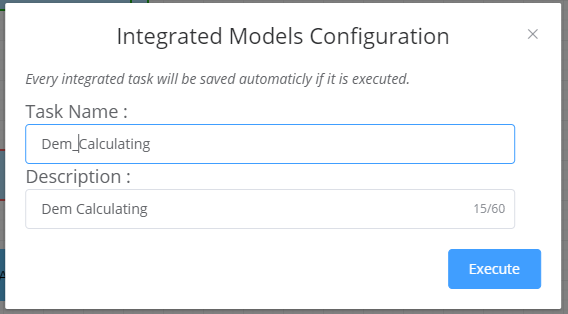 Integrated Models Configuration
Every integrated task will be saved automaticly if it is executed.
Task Name :
Dem_Calculating
Description :
Dem Calculating 15/60
Execute